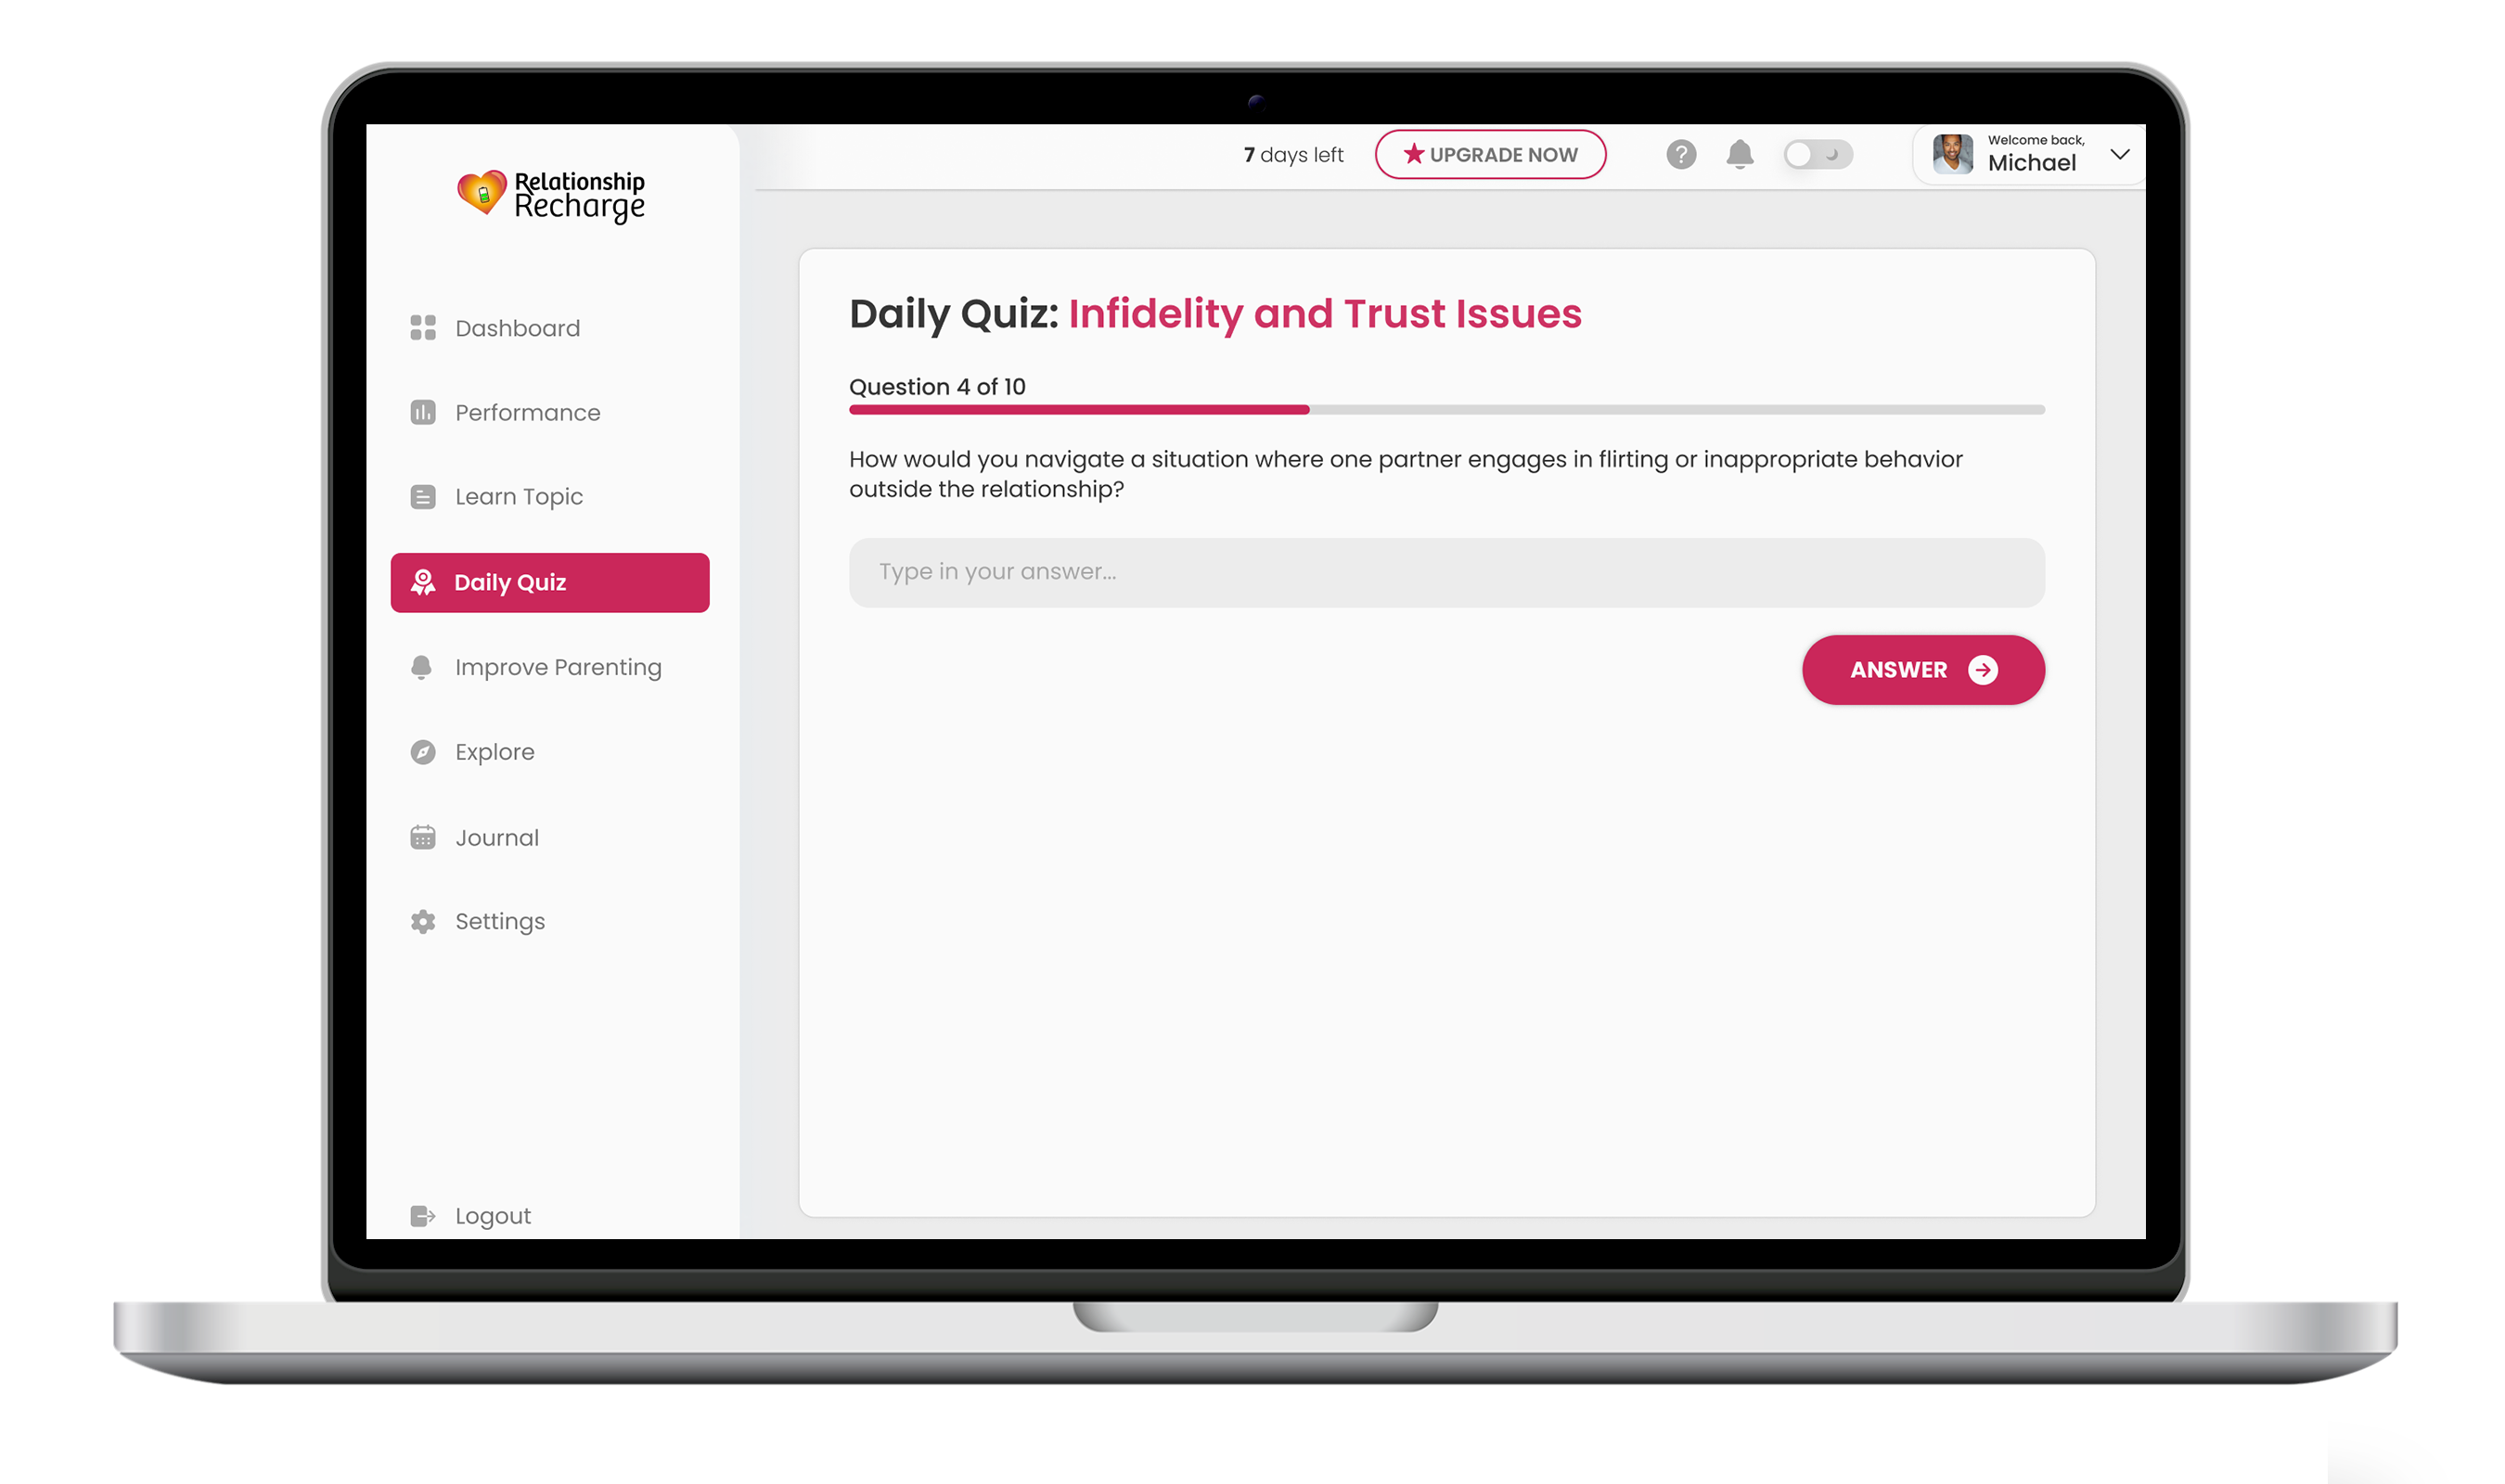 7 days left
UPGRADE NOW
?
Welcome back,
Michael
Relationship
Recharge
Dashboard
Performance
Learn Topic
Daily Quiz
Improve Parenting
Explore
Journal
Settings
Logout
Daily Quiz: Infidelity and Trust Issues
Question 4 of 10
How would you navigate a situation where one partner engages in flirting or inappropriate behavior
outside the relationship?
Type in your answer...
ANSWER